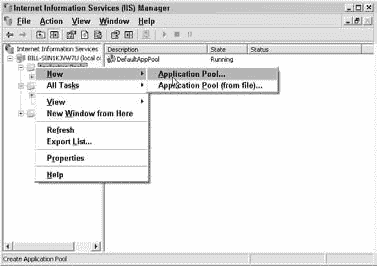 Internet Information Services (IIS) Manager
File Action View Window Help
Internet Information Services Description State Status
DefaultAppPool Running
New Application Pool...
All Tasks Application Pool (from file)...
View
New Window from Here
Refresh
Export List...
Properties
Help
Create Application Pool